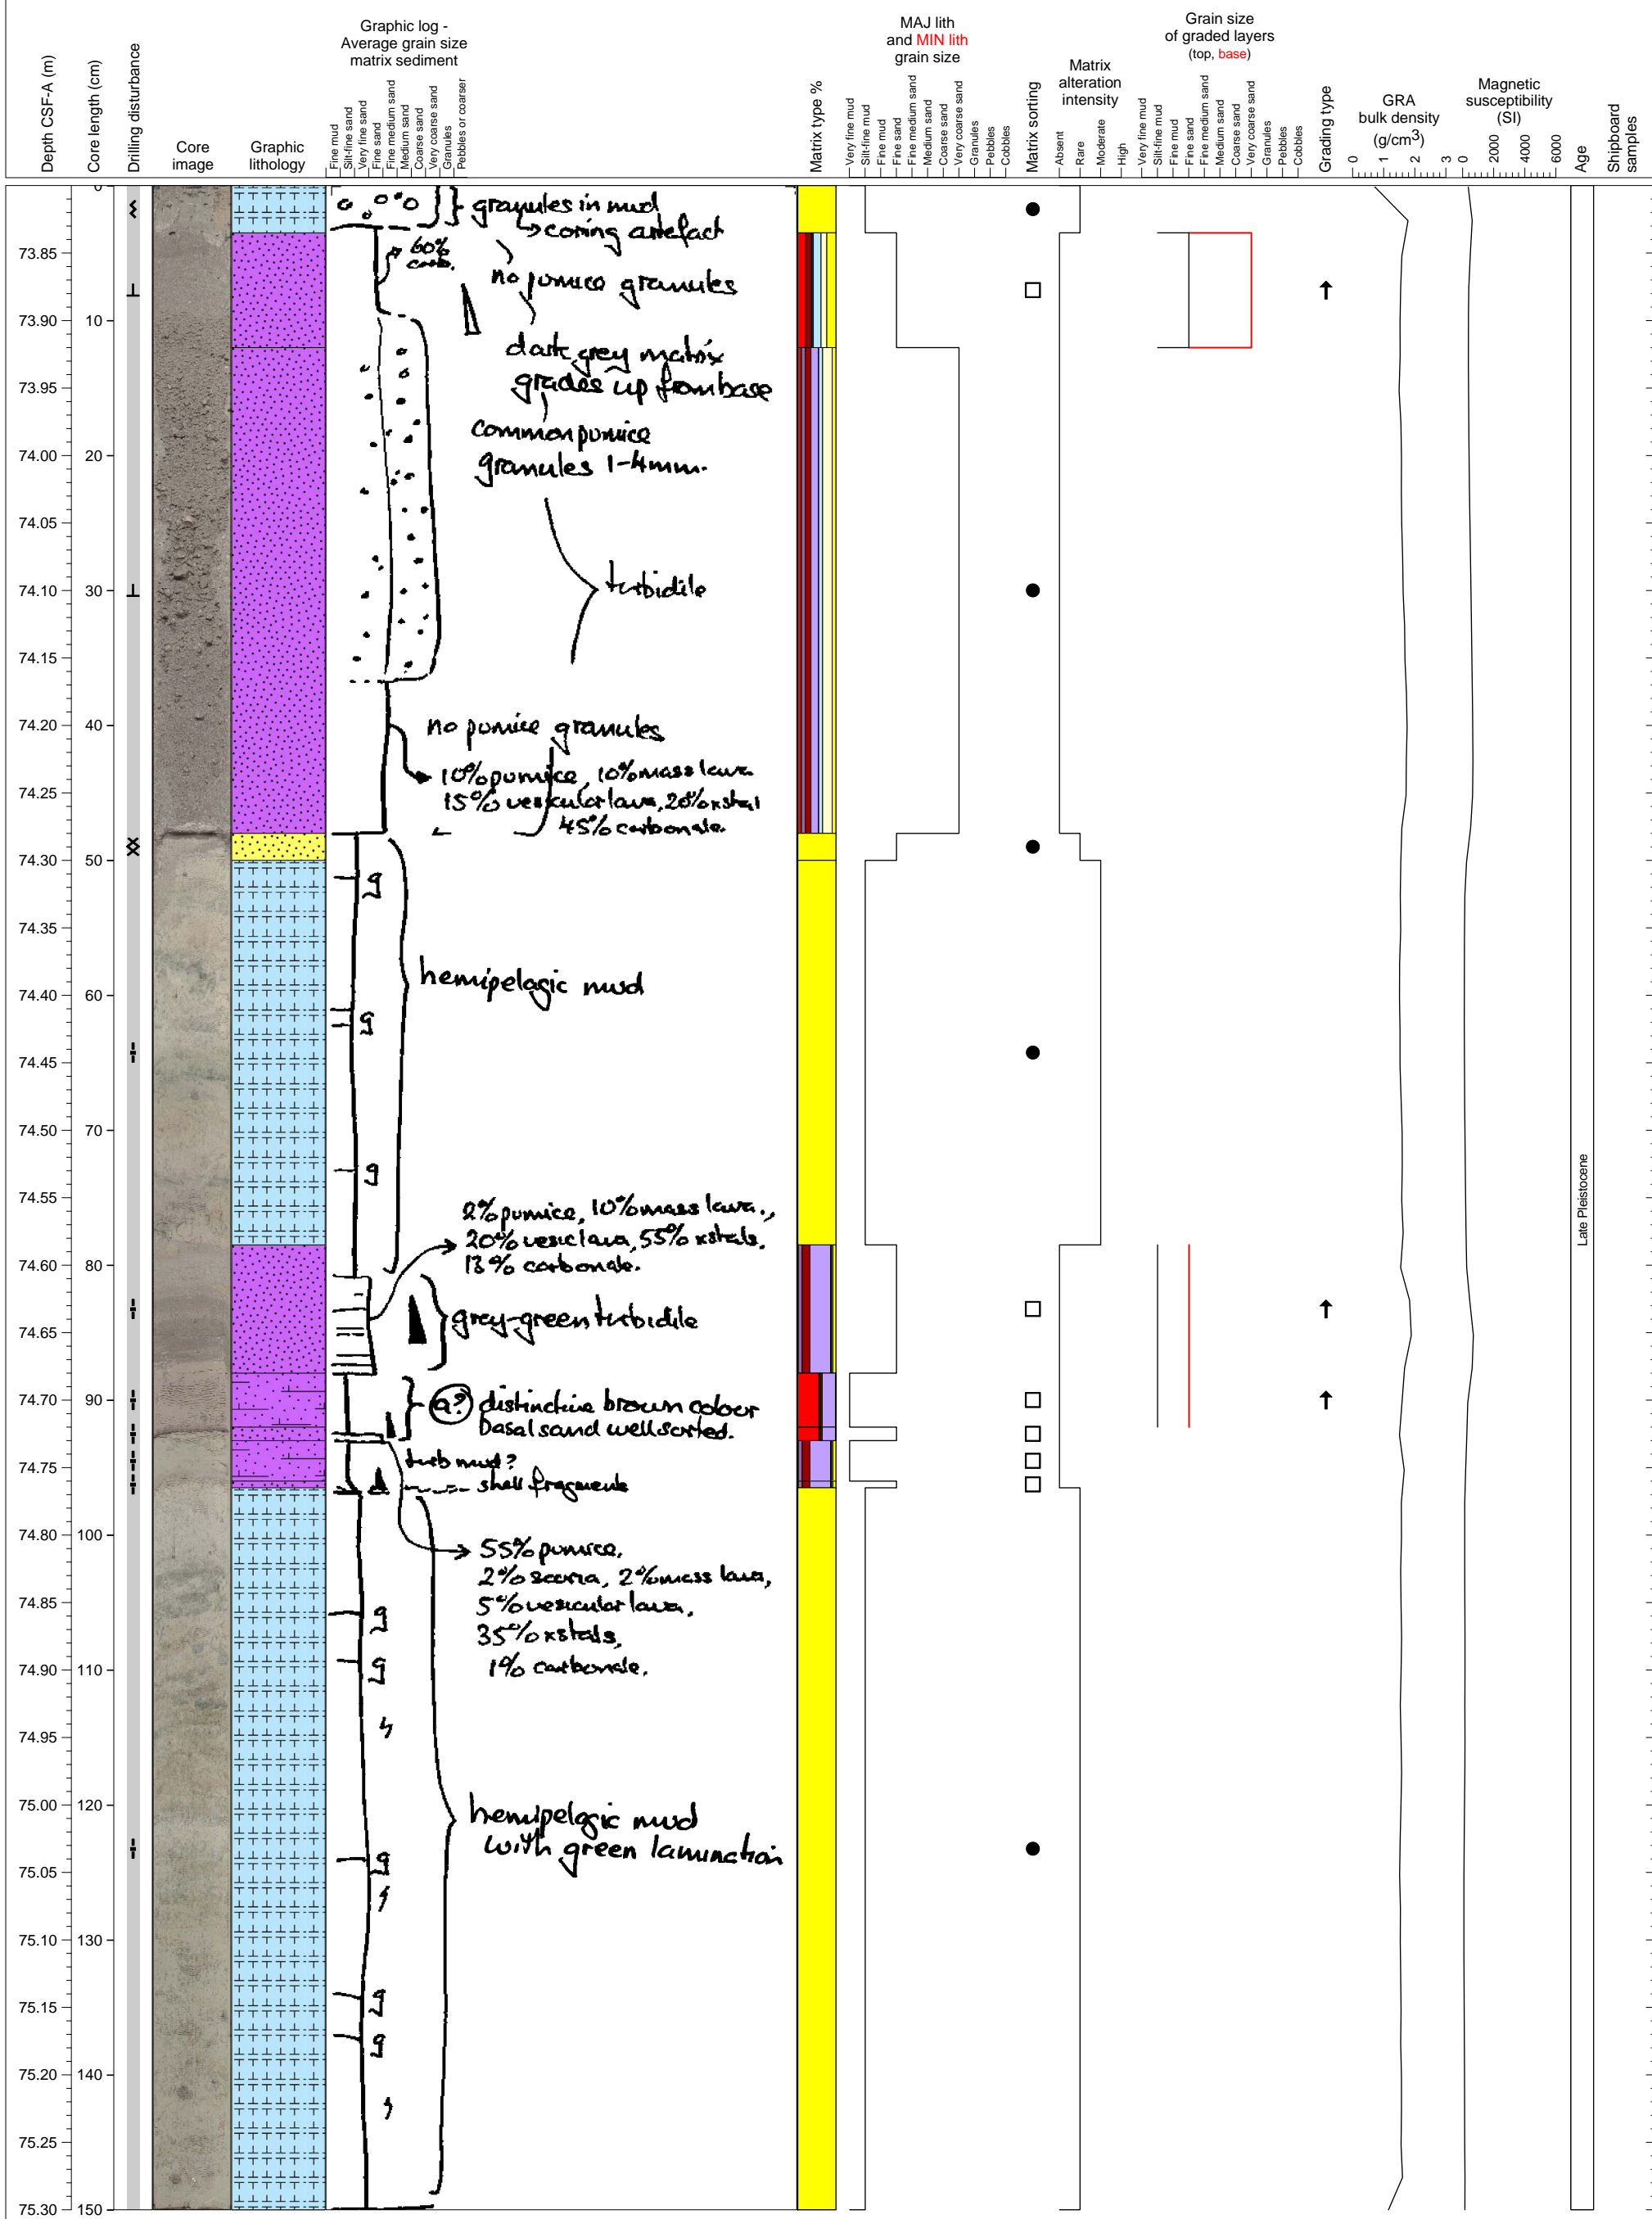 Graphic log -
Average grain size
matrix sediment
MAJ lith
and MIN lith
grain size
Grain size
of graded layers
(top, base)
Matrix
alteration
intensity
GRA
bulk density
(g/cm3)
Magnetic
susceptibility
(SI)
Depth CSF-A (m)
Core length (cm)
Drilling disturbance
Core
image
Graphic
lithology
Fine mud
Silt-fine sand
Very fine sand
Fine sand
Fine medium sand
Medium sand
Coarse sand
Very coarse sand
Granules
Pebbles or coarser
Matrix type %
Very fine mud
Silt-fine mud
Fine mud
Fine sand
Fine medium sand
Medium sand
Coarse sand
Very coarse sand
Granules
Pebbles
Cobbles
Matrix sorting
Absent
Rare
Moderate
High
Very fine mud
Silt-fine mud
Fine mud
Fine sand
Fine medium sand
Medium sand
Coarse sand
Very coarse sand
Granules
Pebbles
Cobbles
Grading type
0 1 2 3
0 2000 4000 6000
Age
Shipboard
samples
0
73.85
73.90 10
73.95
74.00 20
74.05
74.10 30
74.15
74.20 40
74.25
74.30 50
74.35
74.40 60
74.45
74.50 70
74.55
74.60 80
74.65
74.70 90
74.75
74.80 100
74.85
74.90 110
74.95
75.00 120
75.05
75.10 130
75.15
75.20 140
75.25
75.30 150
granules in mud
coring artefact
60%
carb.
no pumice granules
dark grey matrix
grades up from base
common pumice
granules 1-4mm.
turbidite
no pumice granules
10% pumice, 10% mass lava
15% vesicular lava, 20% xstal
45% carbonate.
g
g
hemipelagic mud
g
2% pumice, 10% mass lava.,
20% vesic lava, 55% xstals.
13% carbonate.
grey-green turbidite
a? distinctive brown colour
basal sand well sorted.
turb mud?
shell fragments
55% pumice,
2% scoria, 2% mass lava,
5% vesicular lava,
35% xstals,
1% carbonate.
g
g
hemipelagic mud
with green lamination
g
g
g
Late Pleistocene